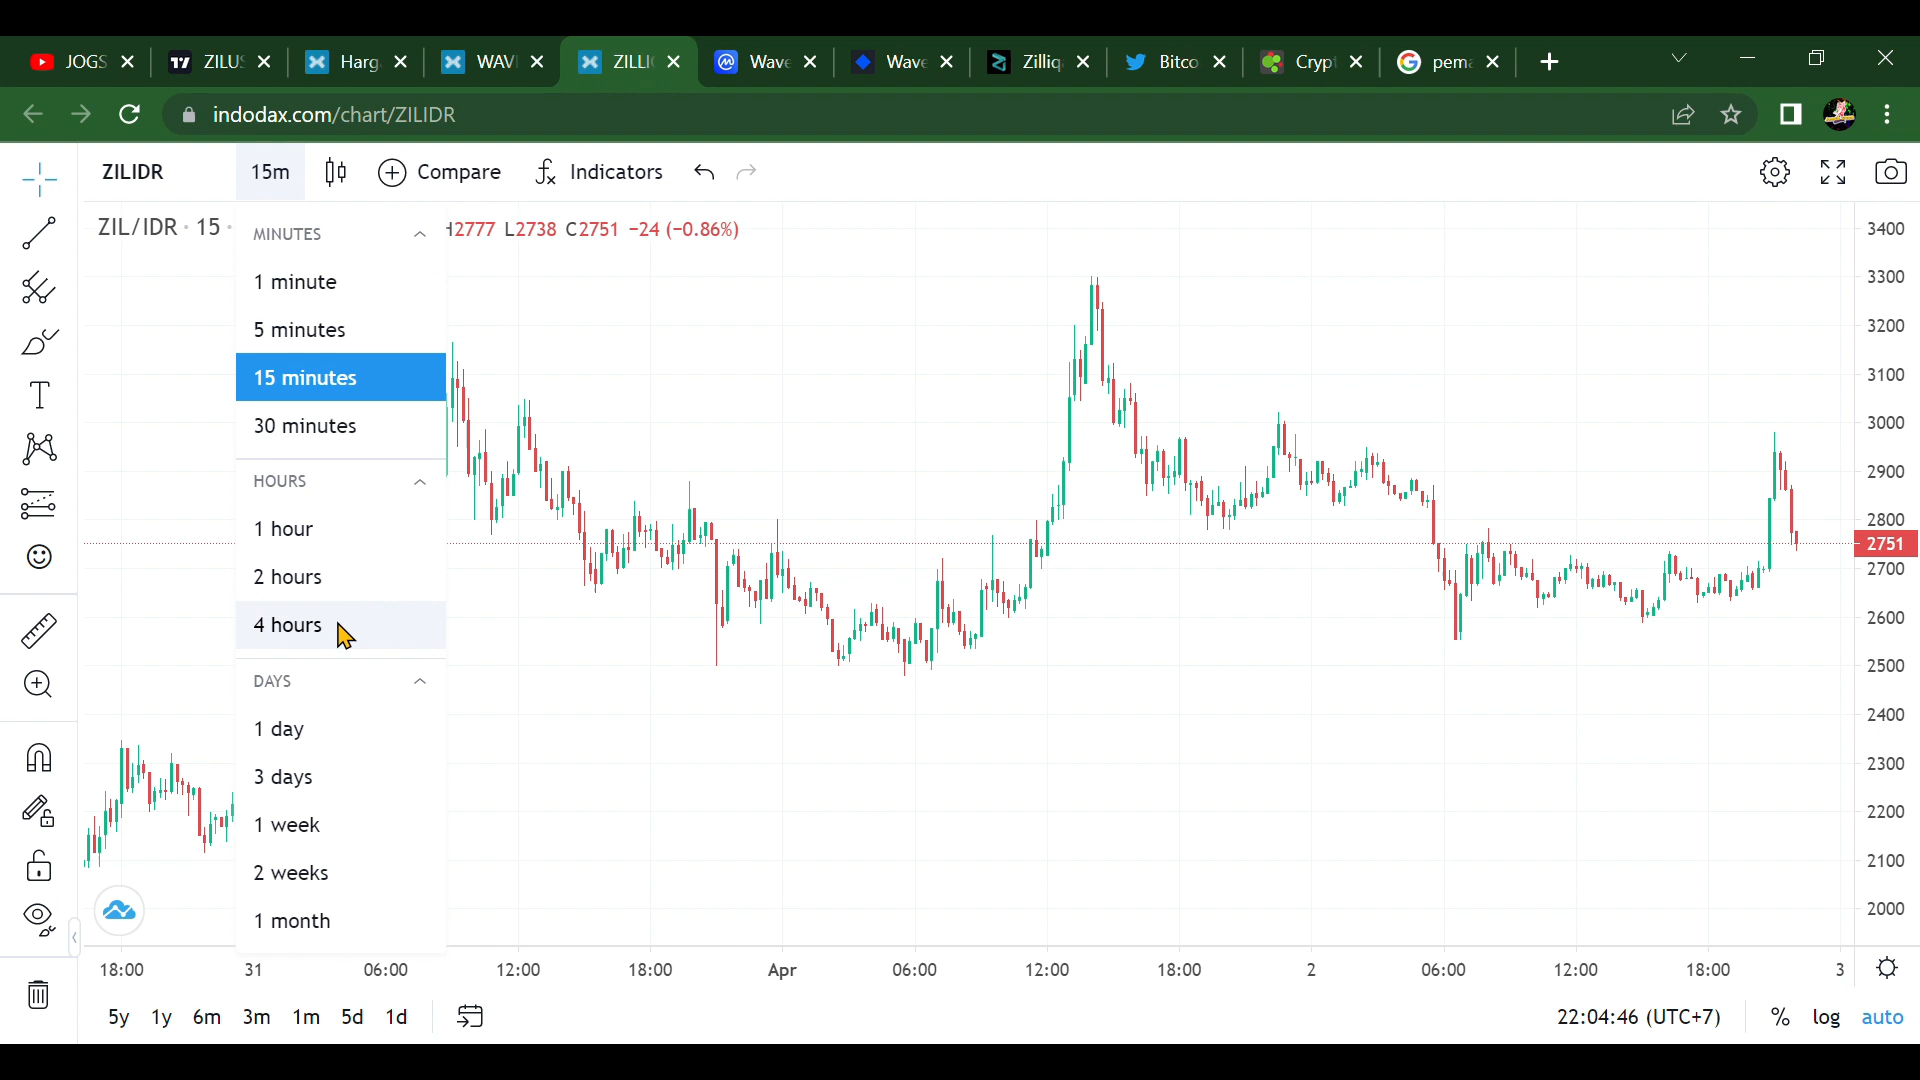 JOGS ZILUS Harg WAVE ZILLI Wave Wave Zilliq Bitco Crypt pema
indodax.com/chart/ZILIDR
ZILIDR 15m Compare Indicators
ZIL/IDR · 15 · H2777 L2738 C2751 −24 (−0.86%)
MINUTES
1 minute
5 minutes
15 minutes
30 minutes
HOURS
1 hour
2 hours
4 hours
DAYS
1 day
3 days
1 week
2 weeks
1 month
3400
3300
3200
3100
3000
2900
2800
2751
2700
2600
2500
2400
2300
2200
2100
2000
18:00 31 06:00 12:00 18:00 Apr 06:00 12:00 18:00 2 06:00 12:00 18:00 3
5y 1y 6m 3m 1m 5d 1d 22:04:46 (UTC+7) % log auto